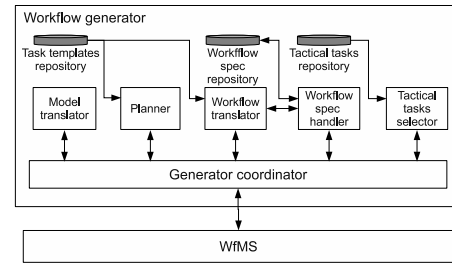 Workflow generator
Task templates
repository
Workfflow
spec
repository
Tactical tasks
repository
Model
translator
Planner
Workflow
translator
Workflow
spec
handler
Tactical
tasks
selector
Generator coordinator
WfMS